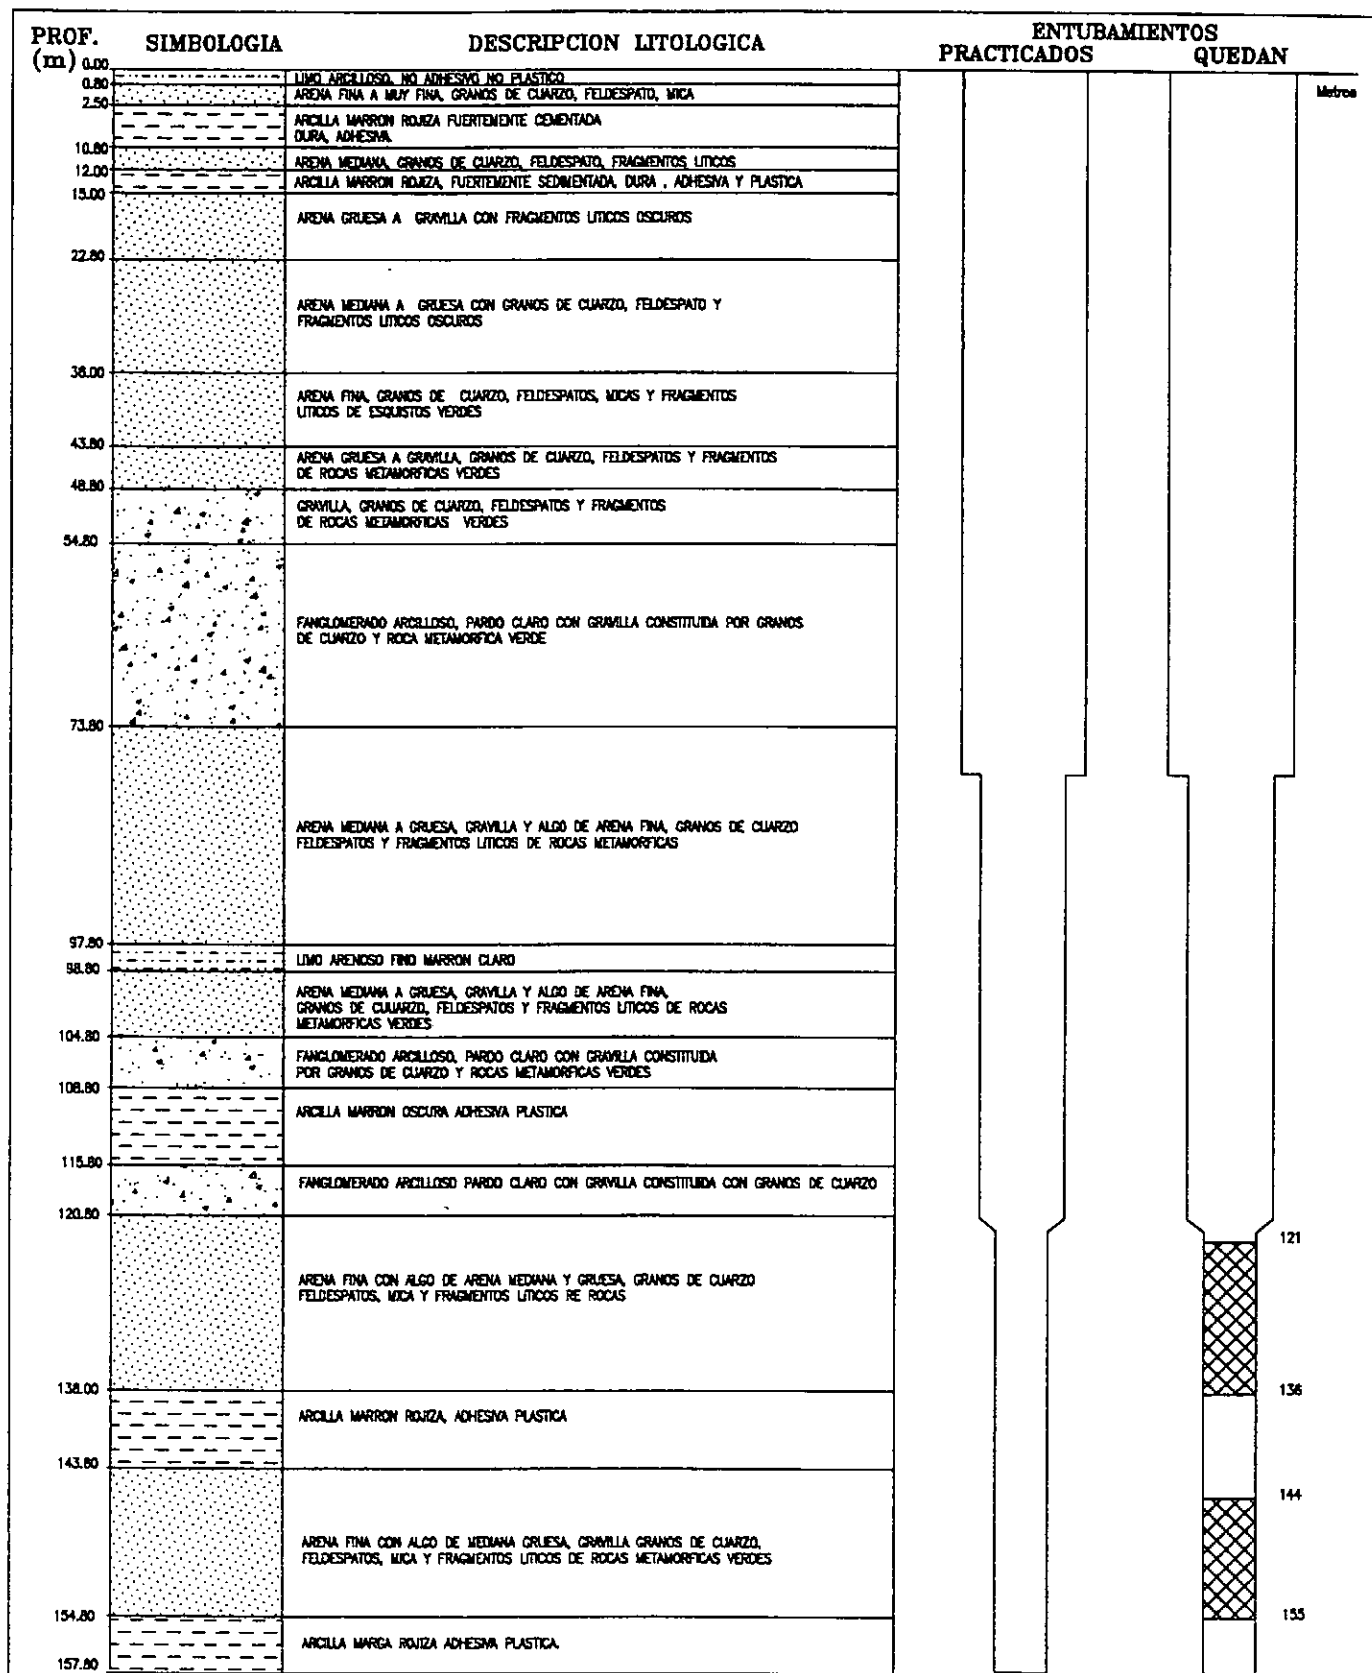 PROF. (m)
SIMBOLOGIA
DESCRIPCION LITOLOGICA
ENTUBAMIENTOS
PRACTICADOS
QUEDAN
Metros
0.00
LIMO ARCILLOSO, NO ADHESIVO NO PLASTICO
0.80
ARENA FINA A MUY FINA, GRANOS DE CUARZO, FELDESPATO, MICA
2.50
ARCILLA MARRON ROJIZA FUERTEMENTE CEMENTADA
DURA, ADHESIVA.
10.80
ARENA MEDIANA, GRANOS DE CUARZO, FELDESPATO, FRAGMENTOS LITICOS
12.00
ARCILLA MARRON ROJIZA, FUERTEMENTE SEDIMENTADA, DURA , ADHESIVA Y PLASTICA
15.00
ARENA GRUESA A GRAVILLA CON FRAGMENTOS LITICOS OSCUROS
22.80
ARENA MEDIANA A GRUESA CON GRANOS DE CUARZO, FELDESPATO Y
FRAGMENTOS LITICOS OSCUROS
38.00
ARENA FINA, GRANOS DE CUARZO, FELDESPATOS, MICAS Y FRAGMENTOS
LITICOS DE ESQUISTOS VERDES
43.80
ARENA GRUESA A GRAVILLA, GRANOS DE CUARZO, FELDESPATOS Y FRAGMENTOS
DE ROCAS METAMORFICAS VERDES
48.80
GRAVILLA, GRANOS DE CUARZO, FELDESPATOS Y FRAGMENTOS
DE ROCAS METAMORFICAS VERDES
54.80
FANGLOMERADO ARCILLOSO, PARDO CLARO CON GRAVILLA CONSTITUIDA POR GRANOS
DE CUARZO Y ROCA METAMORFICA VERDE
73.80
ARENA MEDIANA A GRUESA, GRAVILLA Y ALGO DE ARENA FINA, GRANOS DE CUARZO
FELDESPATOS Y FRAGMENTOS LITICOS DE ROCAS METAMORFICAS
97.80
LIMO ARENOSO FINO MARRON CLARO
98.80
ARENA MEDIANA A GRUESA, GRAVILLA Y ALGO DE ARENA FINA,
GRANOS DE CUUARZO, FELDESPATOS Y FRAGMENTOS LITICOS DE ROCAS
METAMORFICAS VERDES
104.80
FANGLOMERADO ARCILLOSO, PARDO CLARO CON GRAVILLA CONSTITUIDA
POR GRANOS DE CUARZO Y ROCAS METAMORFICAS VERDES
108.80
ARCILLA MARRON OSCURA ADHESIVA PLASTICA
115.80
FANGLOMERADO ARCILLOSO PARDO CLARO CON GRAVILLA CONSTITUIDA CON GRANOS DE CUARZO
120.80
121
ARENA FINA CON ALGO DE ARENA MEDIANA Y GRUESA, GRANOS DE CUARZO
FELDESPATOS, MICA Y FRAGMENTOS LITICOS RE ROCAS
138.00
136
ARCILLA MARRON ROJIZA, ADHESIVA PLASTICA
143.80
144
ARENA FINA CON ALGO DE MEDIANA GRUESA, GRAVILLA GRANOS DE CUARZO,
FELDESPATOS, MICA Y FRAGMENTOS LITICOS DE ROCAS METAMORFICAS VERDES
154.80
155
ARCILLA MARGA ROJIZA ADHESIVA PLASTICA.
157.80